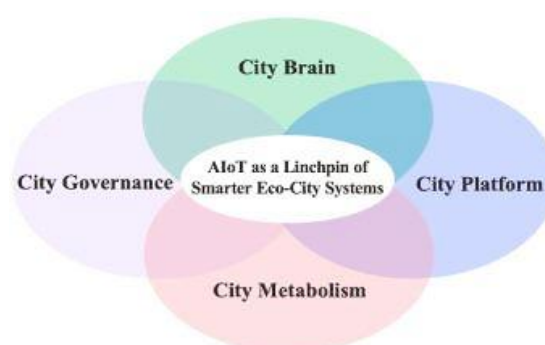 City Brain
AIoT as a Linchpin of
Smarter Eco-City Systems
City Governance
City Platform
City Metabolism